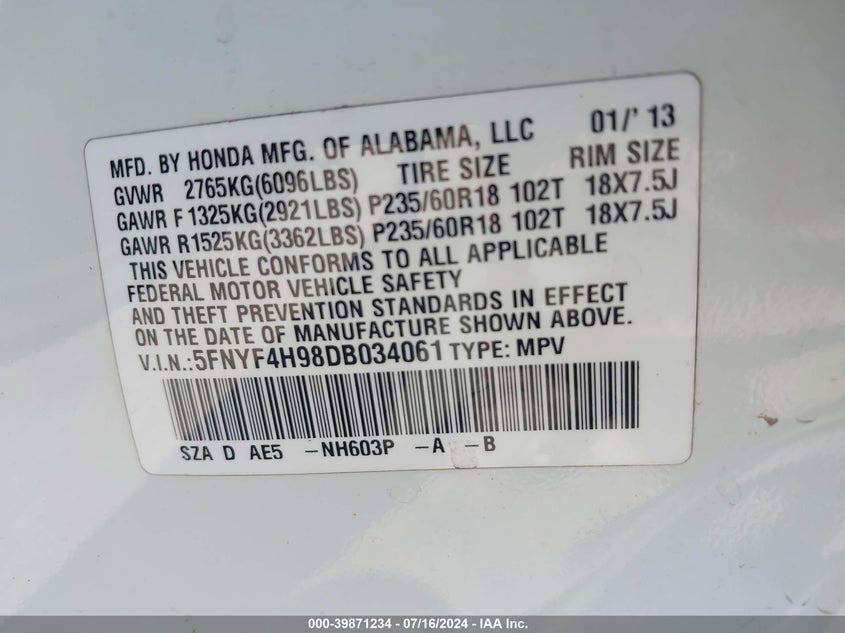 MFD. BY HONDA MFG. OF ALABAMA, LLC 01/' 13
GVWR 2765KG(6096LBS) TIRE SIZE RIM SIZE
GAWR F 1325KG(2921LBS) P235/60R18 102T 18X7.5J
GAWR R1525KG(3362LBS) P235/60R18 102T 18X7.5J
THIS VEHICLE CONFORMS TO ALL APPLICABLE
FEDERAL MOTOR VEHICLE SAFETY
AND THEFT PREVENTION STANDARDS IN EFFECT
ON THE DATE OF MANUFACTURE SHOWN ABOVE.
V.I.N.:5FNYF4H98DB034061 TYPE: MPV
SZA D AE5 -NH603P -A -B
000-39871234 - 07/16/2024 - IAA Inc.